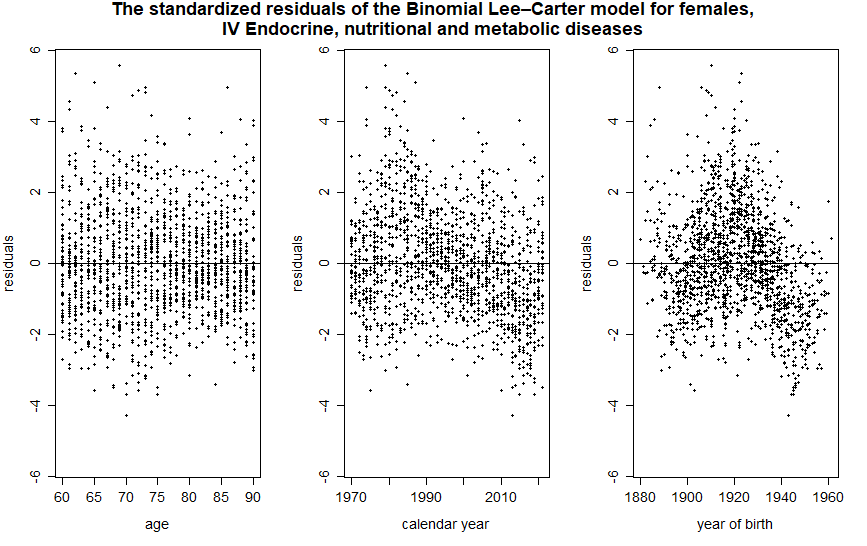 The standardized residuals of the Binomial Lee–Carter model for females,
IV Endocrine, nutritional and metabolic diseases
6
4
2
0
-2
-4
-6
residuals
60 65 70 75 80 85 90
age
6
4
2
0
-2
-4
-6
residuals
1970 1990 2010
calendar year
6
4
2
0
-2
-4
-6
residuals
1880 1900 1920 1940 1960
year of birth